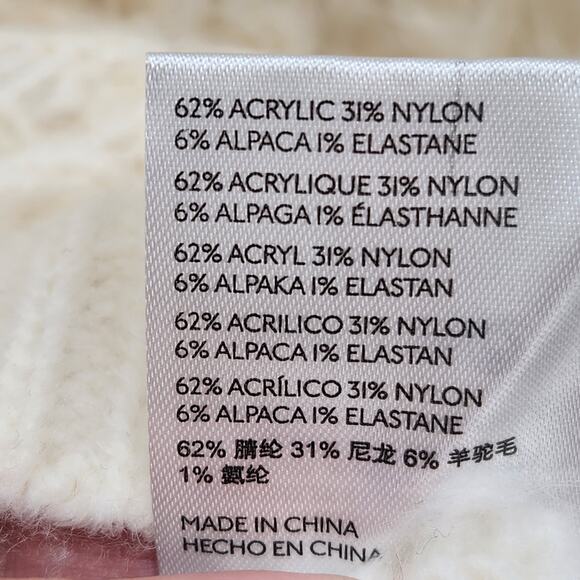 62% ACRYLIC 31% NYLON
6% ALPACA 1% ELASTANE
62% ACRYLIQUE 31% NYLON
6% ALPAGA 1% ÉLASTHANNE
62% ACRYL 31% NYLON
6% ALPAKA 1% ELASTAN
62% ACRILICO 31% NYLON
6% ALPACA 1% ELASTAN
62% ACRÍLICO 31% NYLON
6% ALPACA 1% ELASTANE
62% 腈纶 31% 尼龙 6% 羊驼毛
1% 氨纶
MADE IN CHINA
HECHO EN CHINA